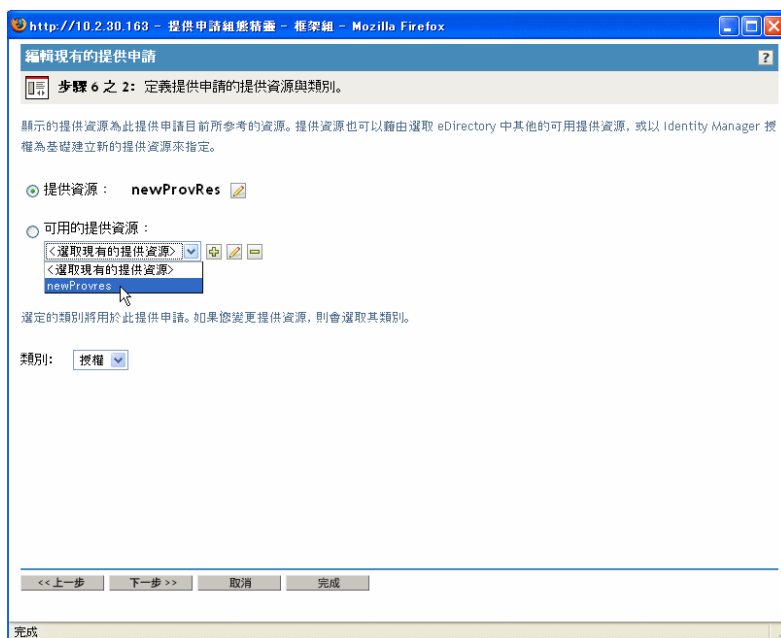 http://10.2.30.163 - 提供申請組態精靈 - 框架組 - Mozilla Firefox
編輯現有的提供申請
?
步驟 6 之 2: 定義提供申請的提供資源與類別。
顯示的提供資源為此提供申請目前所參考的資源。提供資源也可以藉由選取 eDirectory 中其他的可用提供資源, 或以 Identity Manager 授
權為基礎建立新的提供資源來指定。
提供資源: newProvRes
可用的提供資源:
<選取現有的提供資源>
<選取現有的提供資源>
newProvres
選定的類別將用於此提供申請。如果您變更提供資源, 則會選取其類別。
類別: 授權
<< 上一步 下一步 >> 取消 完成
完成